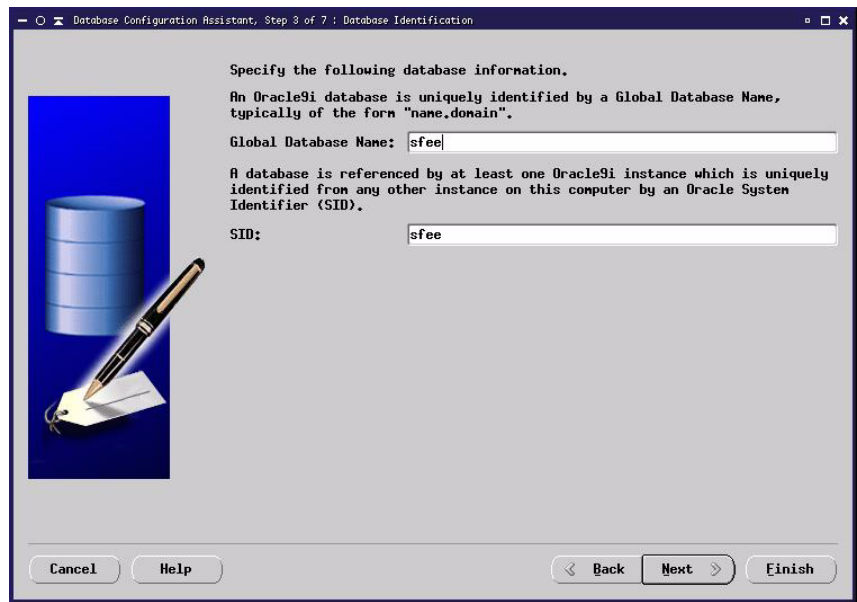 Database Configuration Assistant, Step 3 of 7 : Database Identification
Specify the following database information.
An Oracle9i database is uniquely identified by a Global Database Name,
typically of the form "name.domain".
Global Database Name: sfee
A database is referenced by at least one Oracle9i instance which is uniquely
identified from any other instance on this computer by an Oracle System
Identifier (SID).
SID: sfee
Cancel Help Back Next Finish